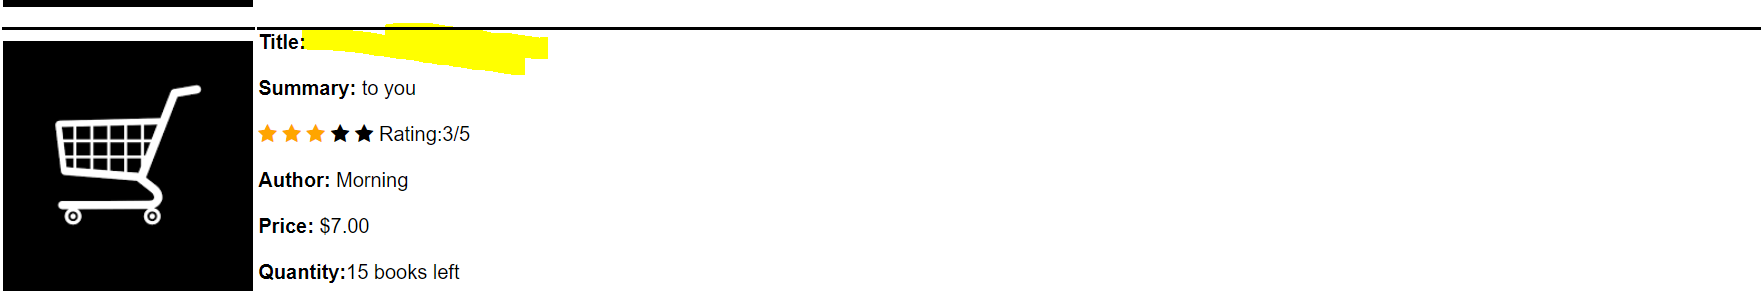 Title:
Summary: to you
Rating:3/5
Author: Morning
Price: $7.00
Quantity:15 books left